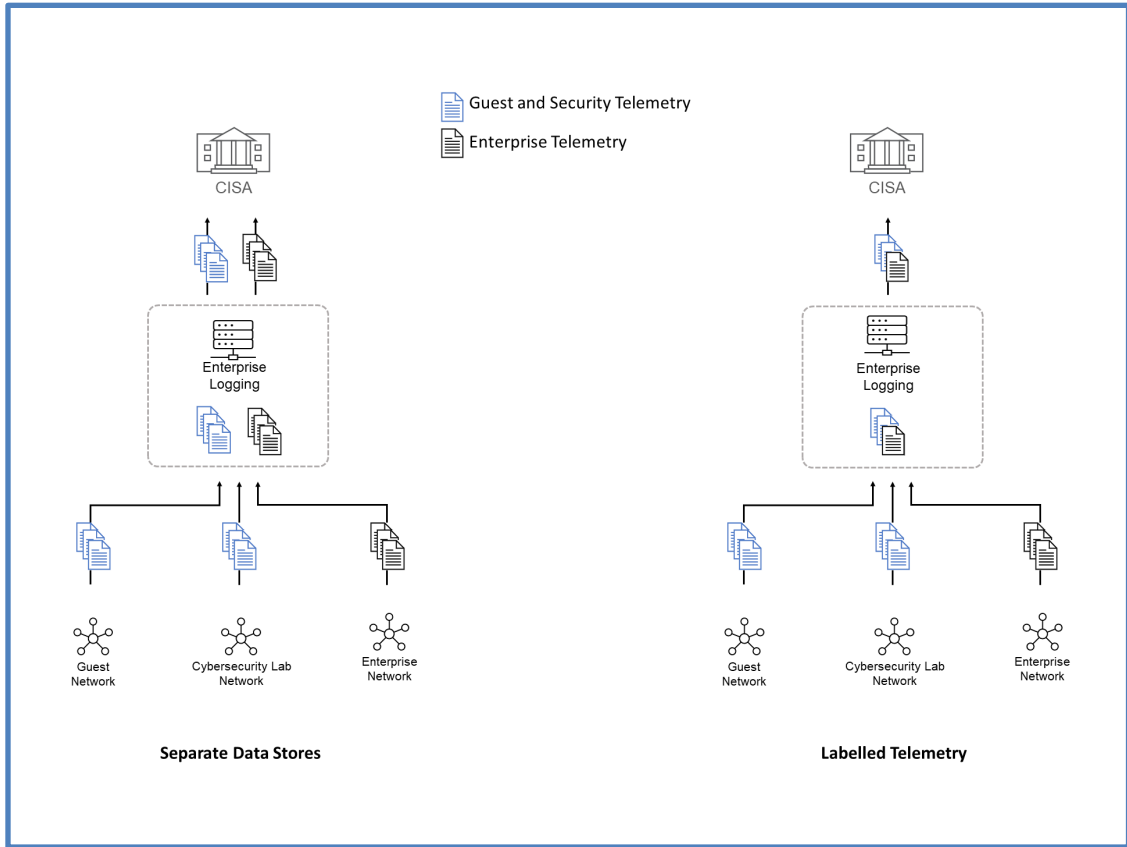 Guest and Security Telemetry
Enterprise Telemetry
CISA
CISA
Enterprise
Logging
Enterprise
Logging
Guest
Network
Cybersecurity Lab
Network
Enterprise
Network
Guest
Network
Cybersecurity Lab
Network
Enterprise
Network
Separate Data Stores
Labelled Telemetry